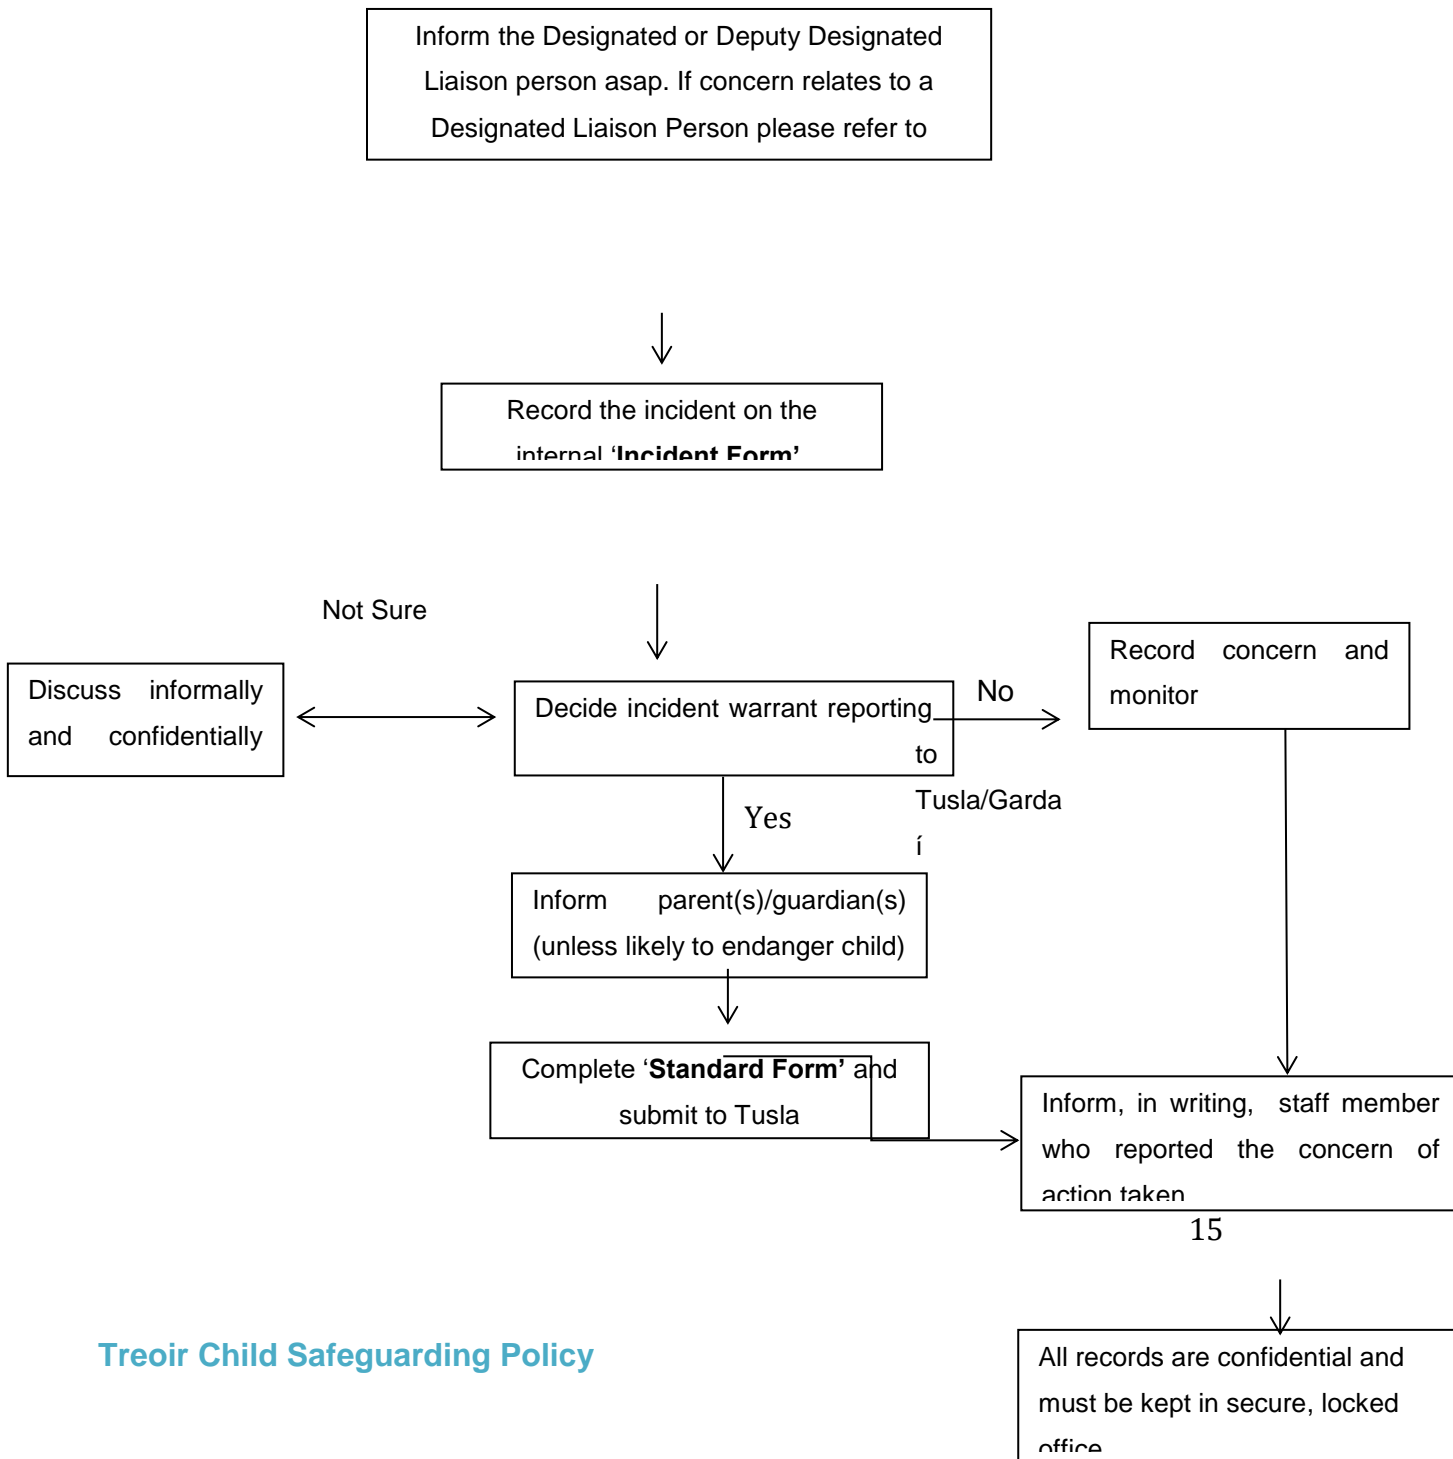 Inform the Designated or Deputy Designated
Liaison person asap. If concern relates to a
Designated Liaison Person please refer to
Record the incident on the
internal ‘Incident Form’
Not Sure
Discuss informally
and confidentially
Decide incident warrant reporting
to
Tusla/Garda
í
No
Record concern and
monitor
Yes
Inform parent(s)/guardian(s)
(unless likely to endanger child)
Complete ‘Standard Form’ and
submit to Tusla
Inform, in writing, staff member
who reported the concern of
action taken
15
Treoir Child Safeguarding Policy
All records are confidential and
must be kept in secure, locked
office